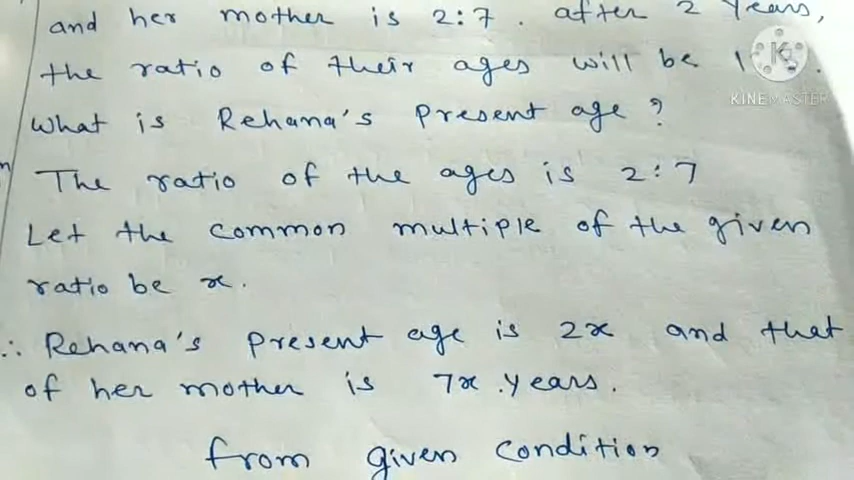 and her mother is 2:7. after 2 years,
the ratio of their ages will be 1
KINEMASTER
What is Rehana's present age?
The ratio of the ages is 2:7
Let the common multiple of the given
ratio be x.
∴ Rehana's present age is 2x and that
of her mother is 7x years.
from given condition